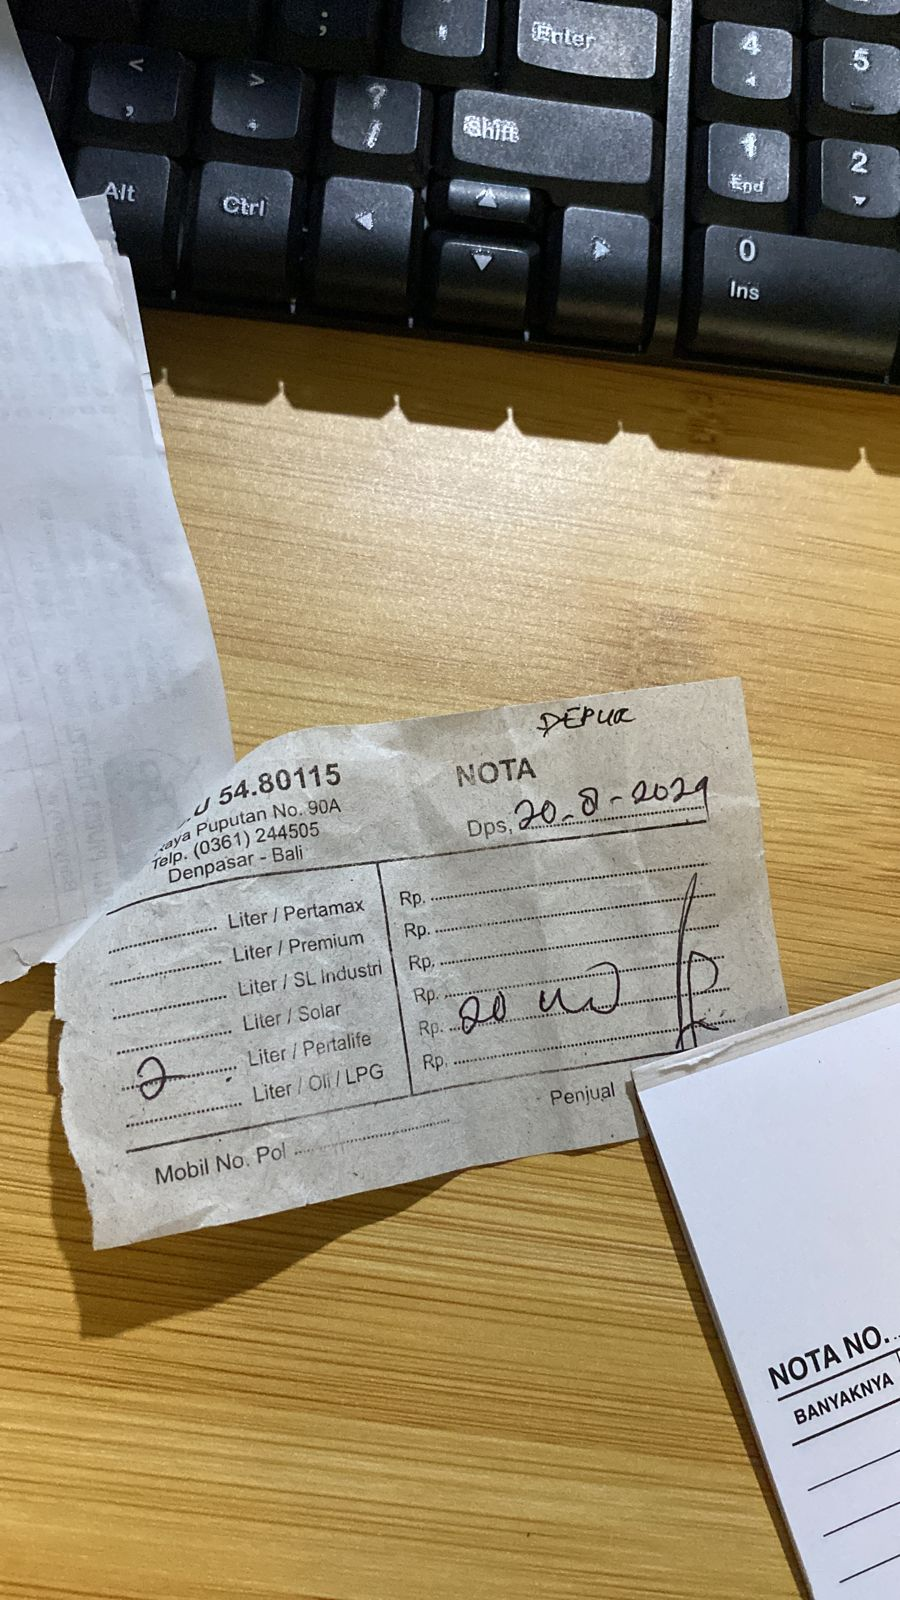 ;
Enter
4
5
<
,
>
.
?
/
Shift
1
End
2
Alt
Ctrl
0
Ins
DEPUR
54.80115
Raya Puputan No. 90A
Telp. (0361) 244505
Denpasar - Bali
NOTA
Dps, 20-8-2024
Liter / Pertamax
Rp.
Liter / Premium
Rp.
Liter / SL Industri
Rp.
Liter / Solar
Rp.
2 Liter / Pertalife
Rp. 20
Liter / Oli / LPG
Rp.
Penjual
Mobil No. Pol
NOTA NO.
BANYAKNYA